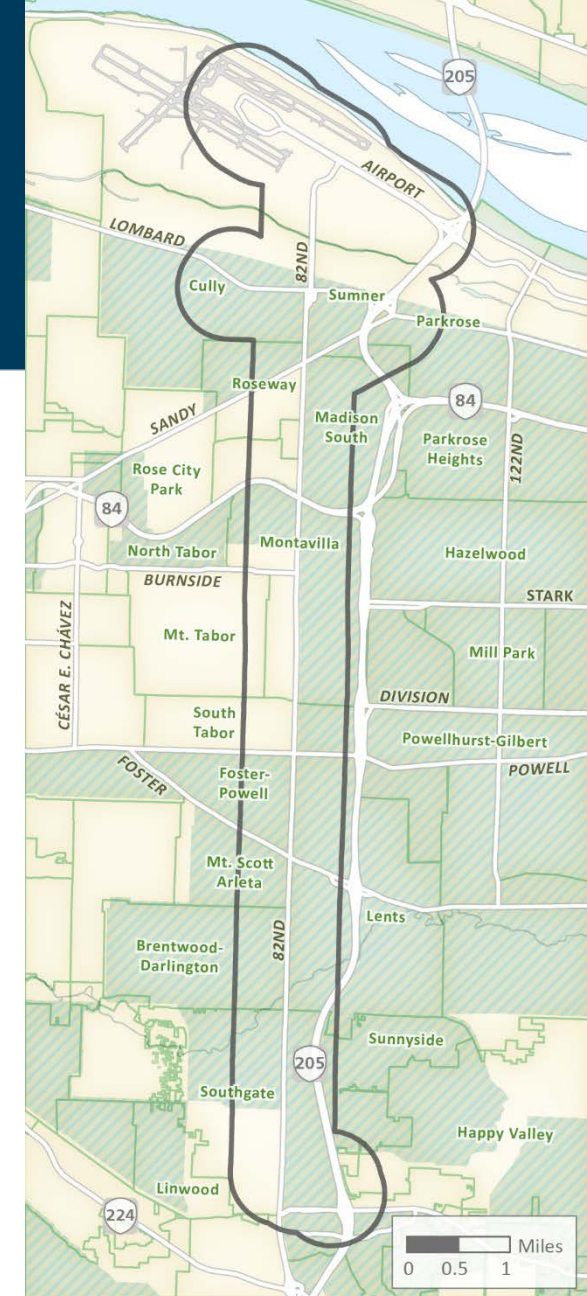 205
AIRPORT
LOMBARD
82ND
Cully
Sumner
Parkrose
Roseway
84
SANDY
Madison
South
Parkrose
Heights
122ND
Rose City
Park
84
North Tabor
Montavilla
Hazelwood
BURNSIDE
STARK
CÉSAR E. CHÁVEZ
Mt. Tabor
Mill Park
DIVISION
South
Tabor
Powellhurst-Gilbert
POWELL
FOSTER
Foster-
Powell
Mt. Scott
Arleta
Lents
82ND
Brentwood-
Darlington
Sunnyside
205
Southgate
Happy Valley
Linwood
224
Miles
0 0.5 1